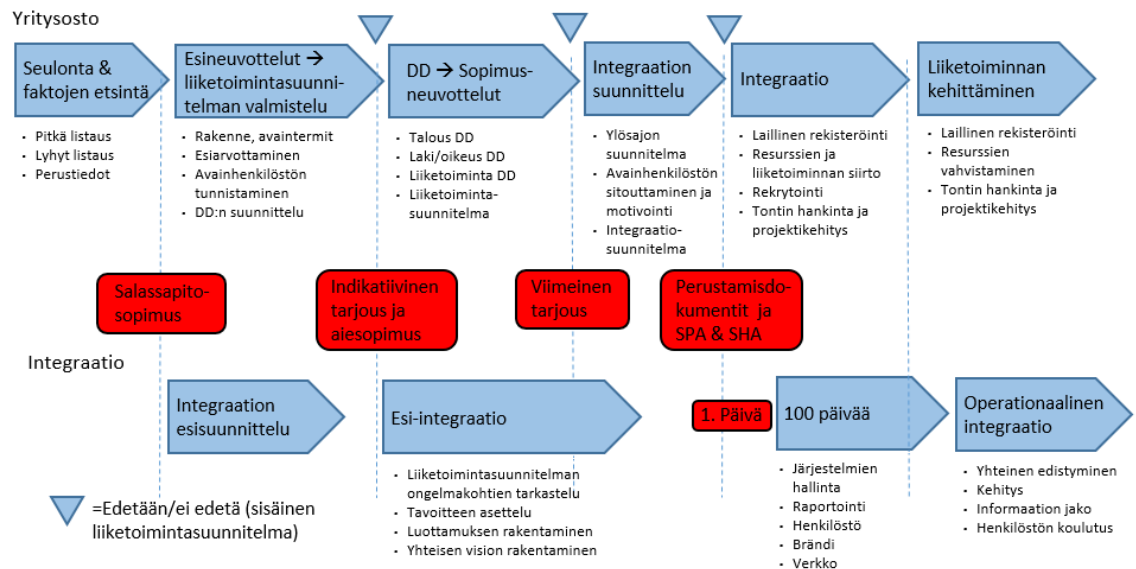 Yritysosto
Seulonta &
faktojen etsintä
Esineuvottelut →
liiketoimintasuunni-
telman valmistelu
DD → Sopimus-
neuvottelut
Integraation
suunnittelu
Integraatio
Liiketoiminnan
kehittäminen
• Pitkä listaus
• Lyhyt listaus
• Perustiedot
• Rakenne, avaintermit
• Esiarvottaminen
• Avainhenkilöstön
tunnistaminen
• DD:n suunnittelu
• Talous DD
• Laki/oikeus DD
• Liiketoiminta DD
• Liiketoiminta-
suunnitelma
• Ylösajon
suunnitelma
• Avainhenkilöstön
sitouttaminen ja
motivointi
• Integraatio-
suunnitelma
• Laillinen rekisteröinti
• Resurssien ja
liiketoiminnan siirto
• Rekrytointi
• Tontin hankinta ja
projektikehitys
• Laillinen rekisteröinti
• Resurssien
vahvistaminen
• Tontin hankinta ja
projektikehitys
Salassapito-
sopimus
Indikatiivinen
tarjous ja
aiesopimus
Viimeinen
tarjous
Perustamisdo-
kumentit ja
SPA & SHA
Integraatio
Integraation
esisuunnittelu
Esi-integraatio
1. Päivä
100 päivää
Operationaalinen
integraatio
• Liiketoimintasuunnitelman
ongelmakohtien tarkastelu
• Tavoitteen asettelu
• Luottamuksen rakentaminen
• Yhteisen vision rakentaminen
• Järjestelmien
hallinta
• Raportointi
• Henkilöstö
• Brändi
• Verkko
• Yhteinen edistyminen
• Kehitys
• Informaation jako
• Henkilöstön koulutus
=Edetään/ei edetä (sisäinen
liiketoimintasuunnitelma)